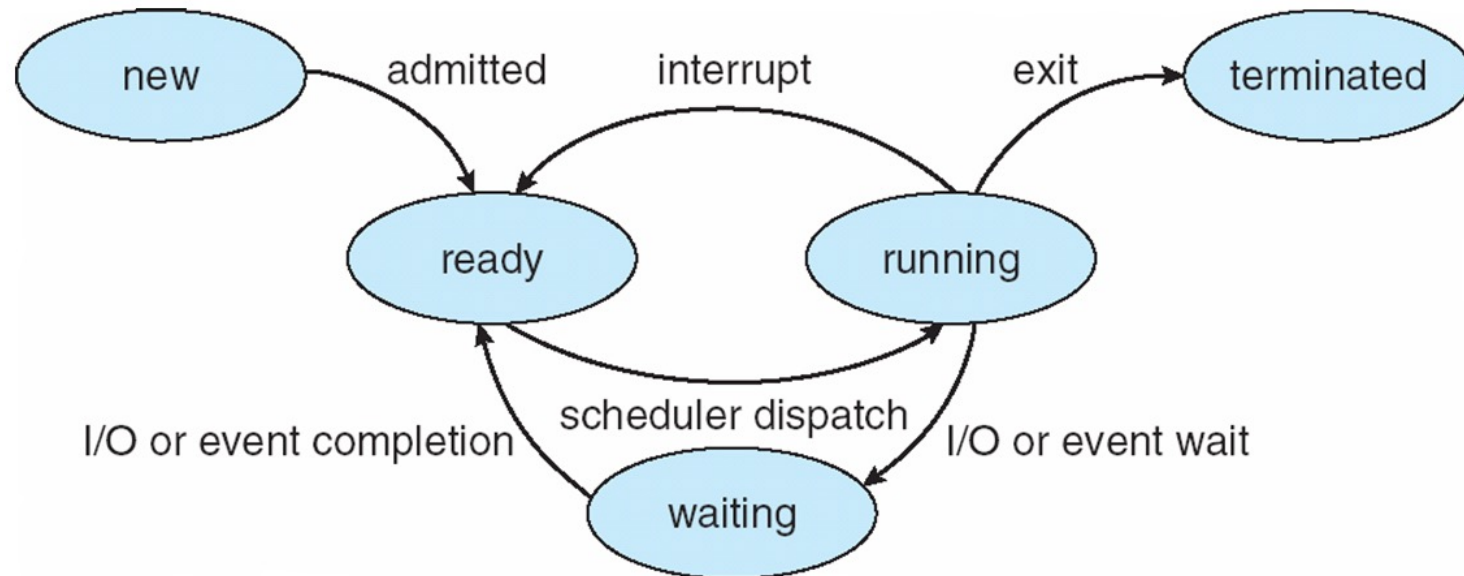 new
admitted
interrupt
exit
terminated
ready
running
scheduler dispatch
I/O or event completion
I/O or event wait
waiting